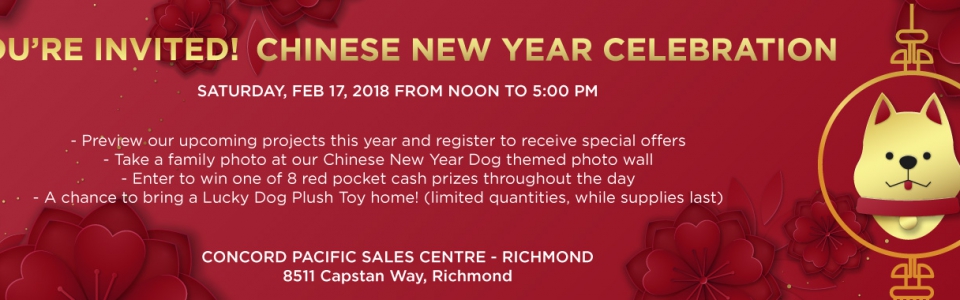 OU'RE INVITED! CHINESE NEW YEAR CELEBRATION
SATURDAY, FEB 17, 2018 FROM NOON TO 5:00 PM
- Preview our upcoming projects this year and register to receive special offers
- Take a family photo at our Chinese New Year Dog themed photo wall
- Enter to win one of 8 red pocket cash prizes throughout the day
- A chance to bring a Lucky Dog Plush Toy home! (limited quantities, while supplies last)
CONCORD PACIFIC SALES CENTRE - RICHMOND
8511 Capstan Way, Richmond